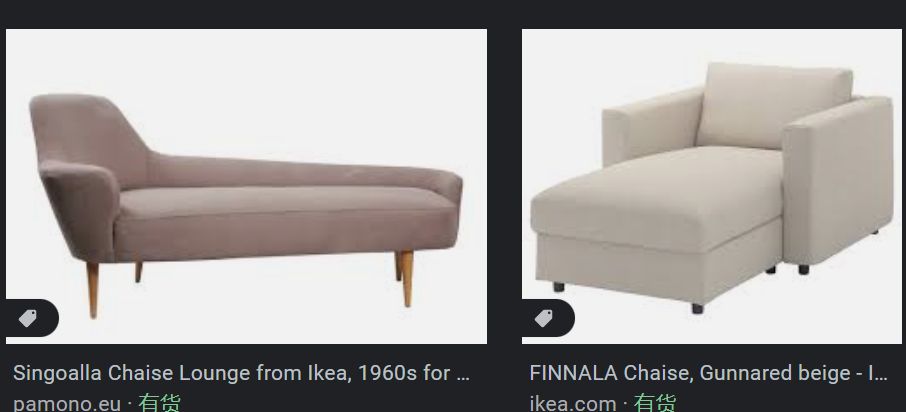 Singoalla Chaise Lounge from Ikea, 1960s for ...
FINNALA Chaise, Gunnared beige - I...
pamono.eu · 有货
ikea.com · 有货